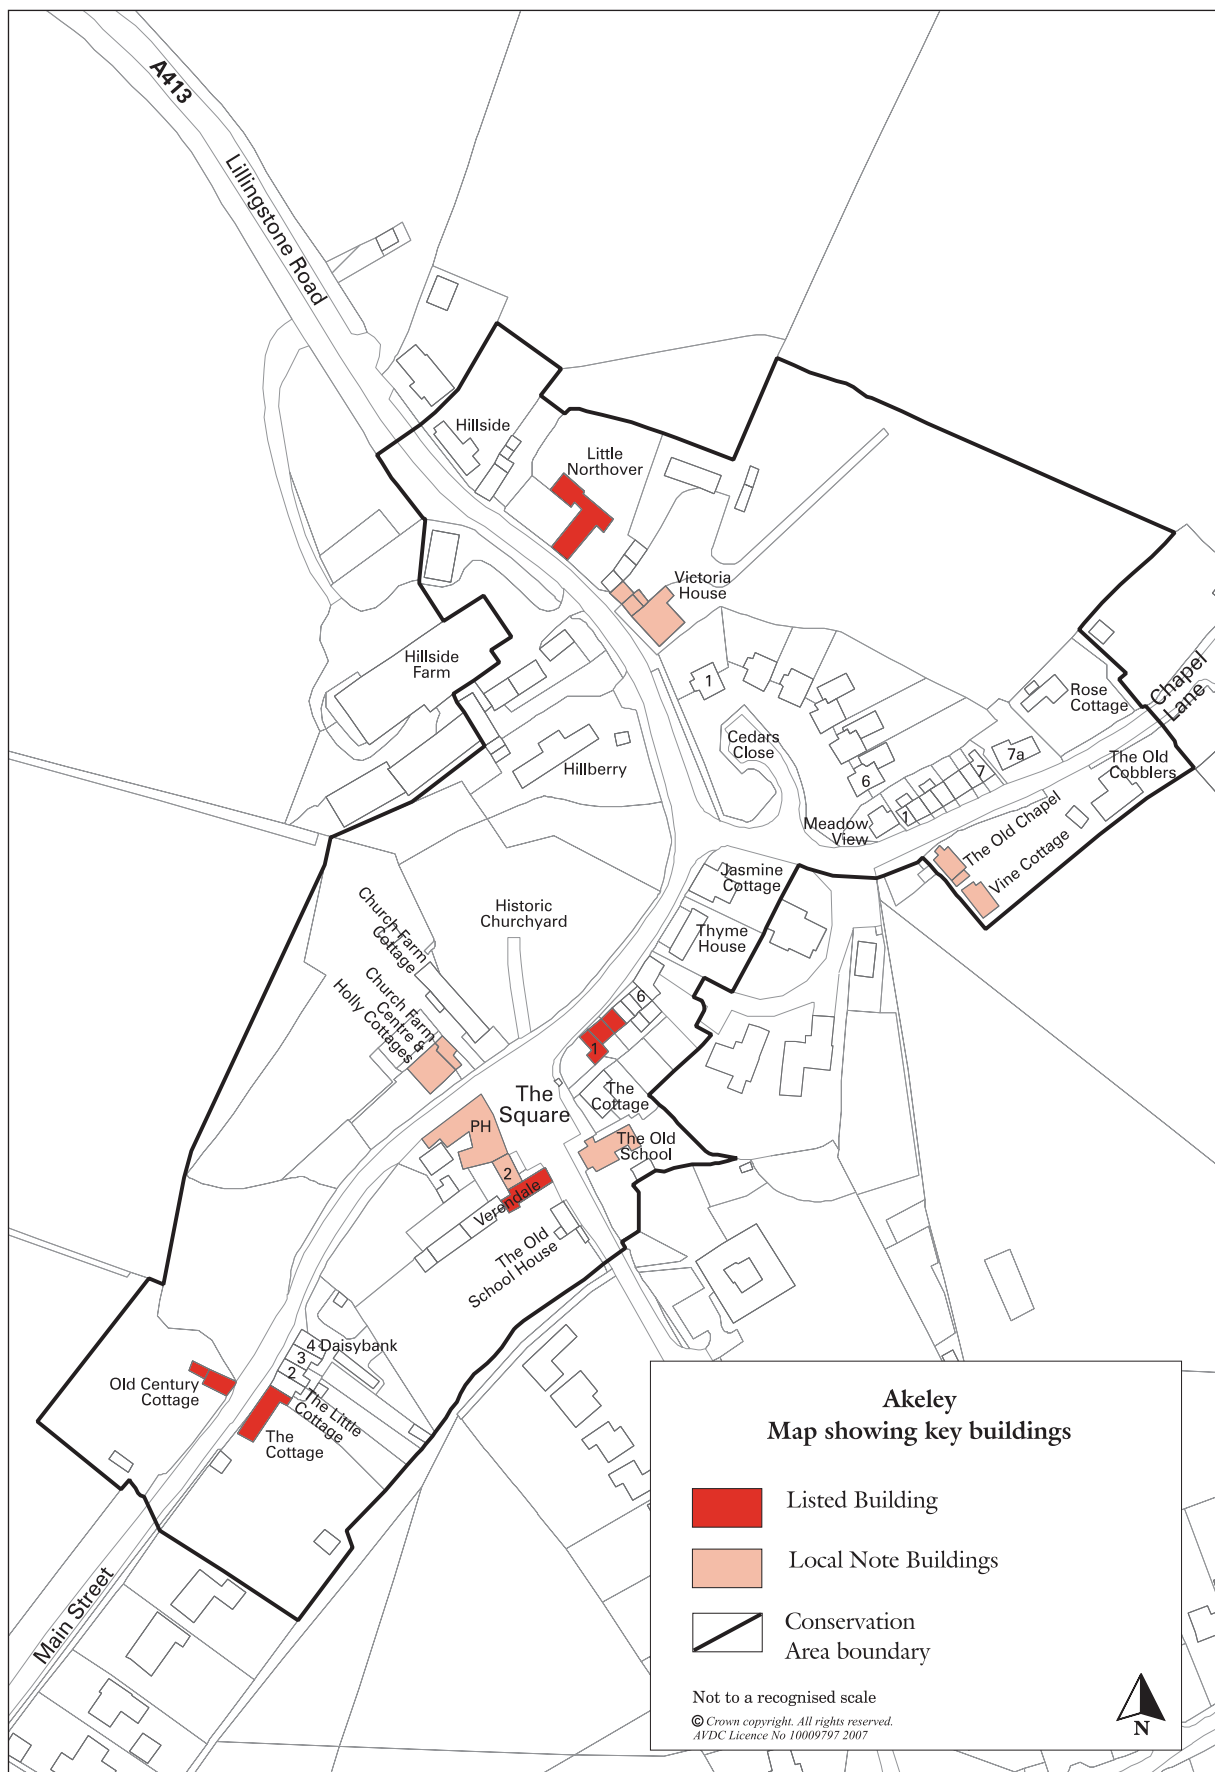 A413
Lillingstone Road
Hillside
Little
Northover
Victoria
House
Hillside
Farm
1
Rose
Cottage
Chapel
Lane
Cedars
Close
Hillberry
6
7
7a
The Old
Cobblers
1
Meadow
View
The Old Chapel
Vine Cottage
Jasmine
Cottage
Historic
Churchyard
Thyme
House
Church Farm
Cottage
Church Farm
Centre &
Holly Cottages
6
1
The
Square
The
Cottage
PH
The Old
School
2
Verendale
The Old
School House
4 Daisybank
3
2
Old Century
Cottage
The Little
Cottage
The
Cottage
Main Street
Akeley
Map showing key buildings
Listed Building
Local Note Buildings
Conservation
Area boundary
Not to a recognised scale
© Crown copyright. All rights reserved.
AVDC Licence No 10009797 2007
N